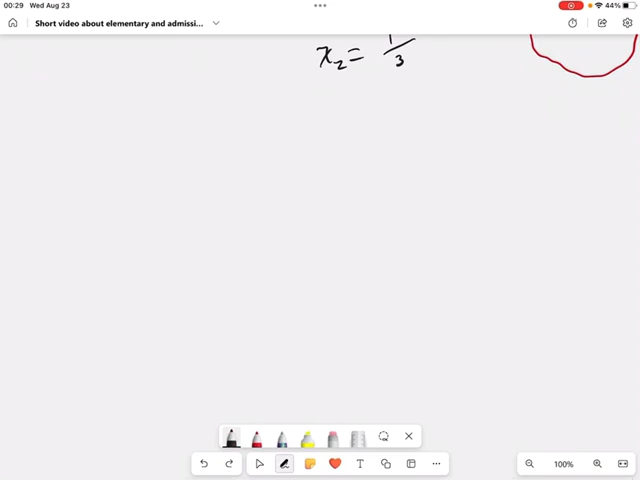 00:29 Wed Aug 23
44%
Short video about elementary and admissi...
x₂ = 1/3
T
100%